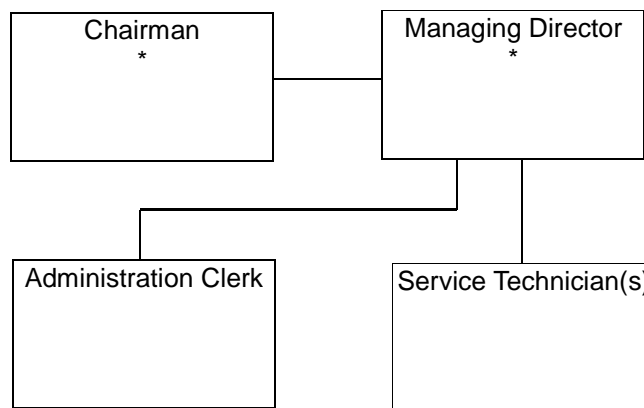 Chairman
*
Managing Director
*
Administration Clerk
Service Technician(s)